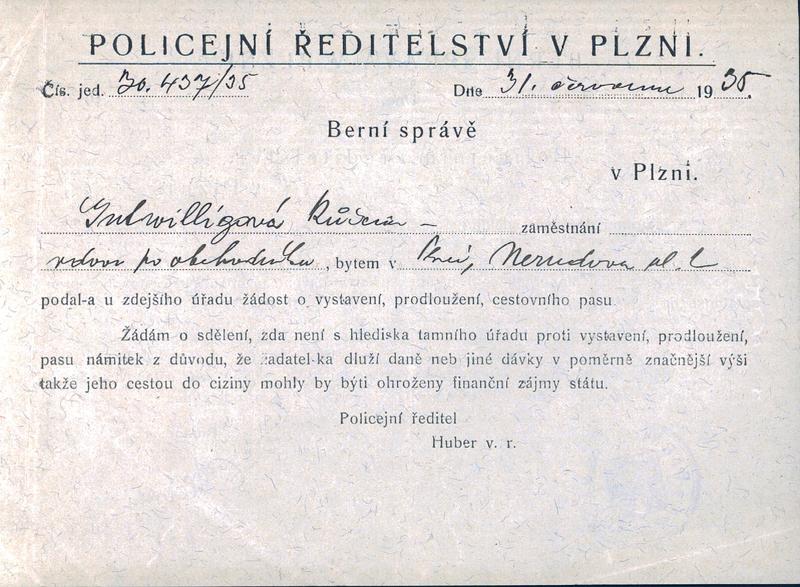 POLICEJNÍ ŘEDITELSTVÍ V PLZNI.
Čís. jed. 30.437/35 Dne 31. července 1935.
Berní správě
v Plzni.
Gutwilligová Růžena – zaměstnání
vdova po obchodníku, bytem v Plzni, Nerudova ul. 2
podal-a u zdejšího úřadu žádost o vystavení, prodloužení, cestovního pasu
Žádám o sdělení, zda není s hlediska tamního úřadu proti vystavení, prodloužení,
pasu námitek z důvodu, že žadatel-ka dluží daně neb jiné dávky v poměrně značnější výši
takže jeho cestou do ciziny mohly by býti ohroženy finanční zájmy státu.
Policejní ředitel
Huber v. r.